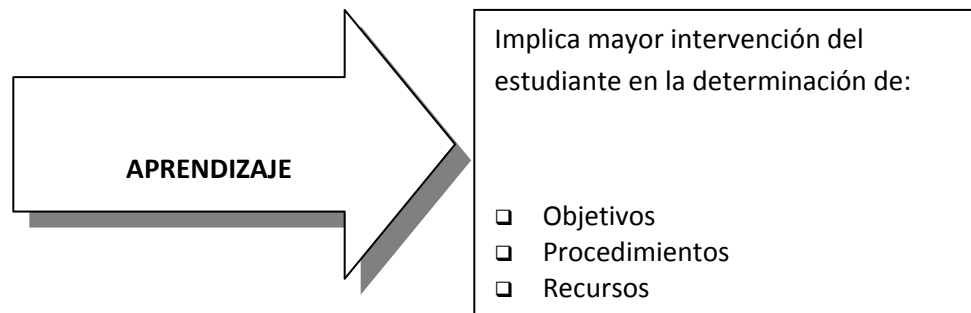 APRENDIZAJE
Implica mayor intervención del
estudiante en la determinación de:
❑ Objetivos
❑ Procedimientos
❑ Recursos